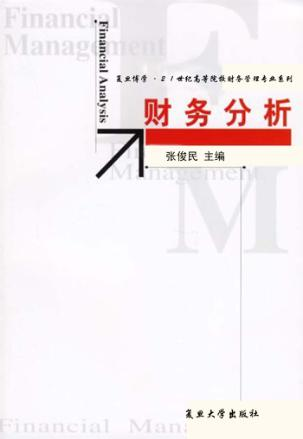 Financial
Management
Financial Analysis
复旦博学·21世纪高等院校财务管理专业系列
财务分析
张俊民 主编
F
M
复旦大学出版社
Financial Management